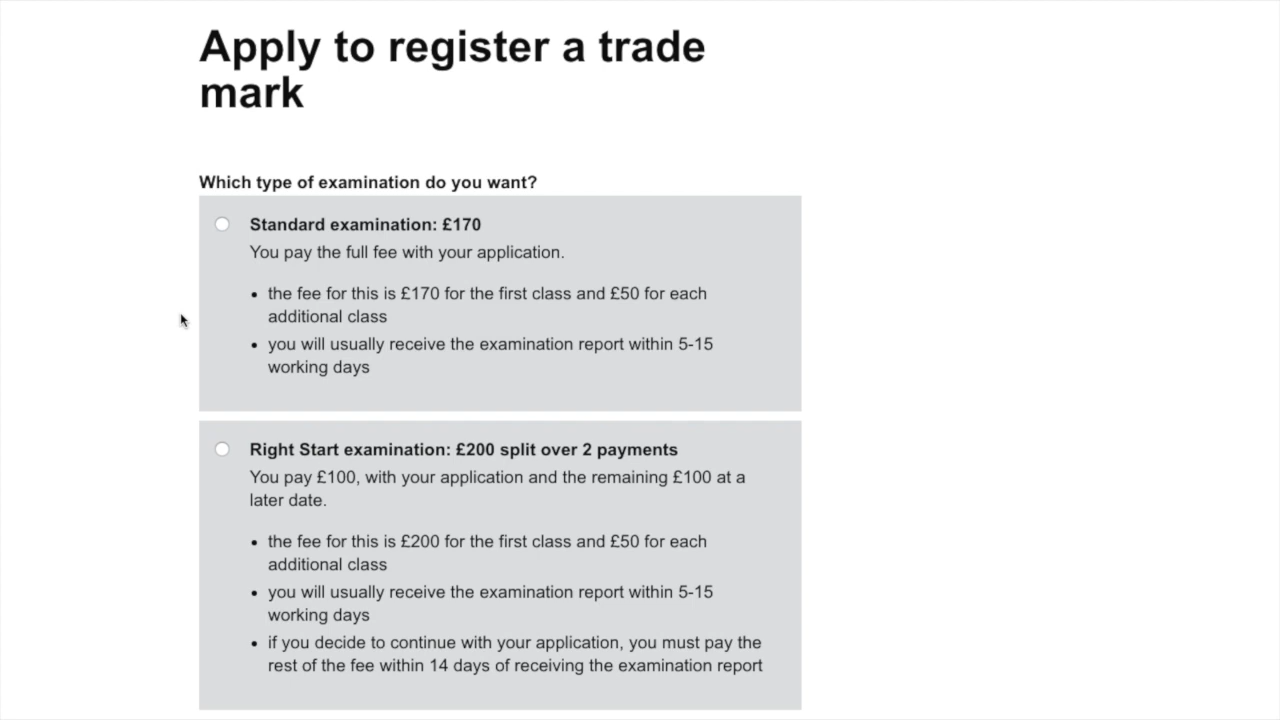 Apply to register a trade
mark
Which type of examination do you want?
Standard examination: £170
You pay the full fee with your application.
the fee for this is £170 for the first class and £50 for each
additional class
you will usually receive the examination report within 5-15
working days
Right Start examination: £200 split over 2 payments
You pay £100, with your application and the remaining £100 at a
later date.
the fee for this is £200 for the first class and £50 for each
additional class
you will usually receive the examination report within 5-15
working days
if you decide to continue with your application, you must pay the
rest of the fee within 14 days of receiving the examination report